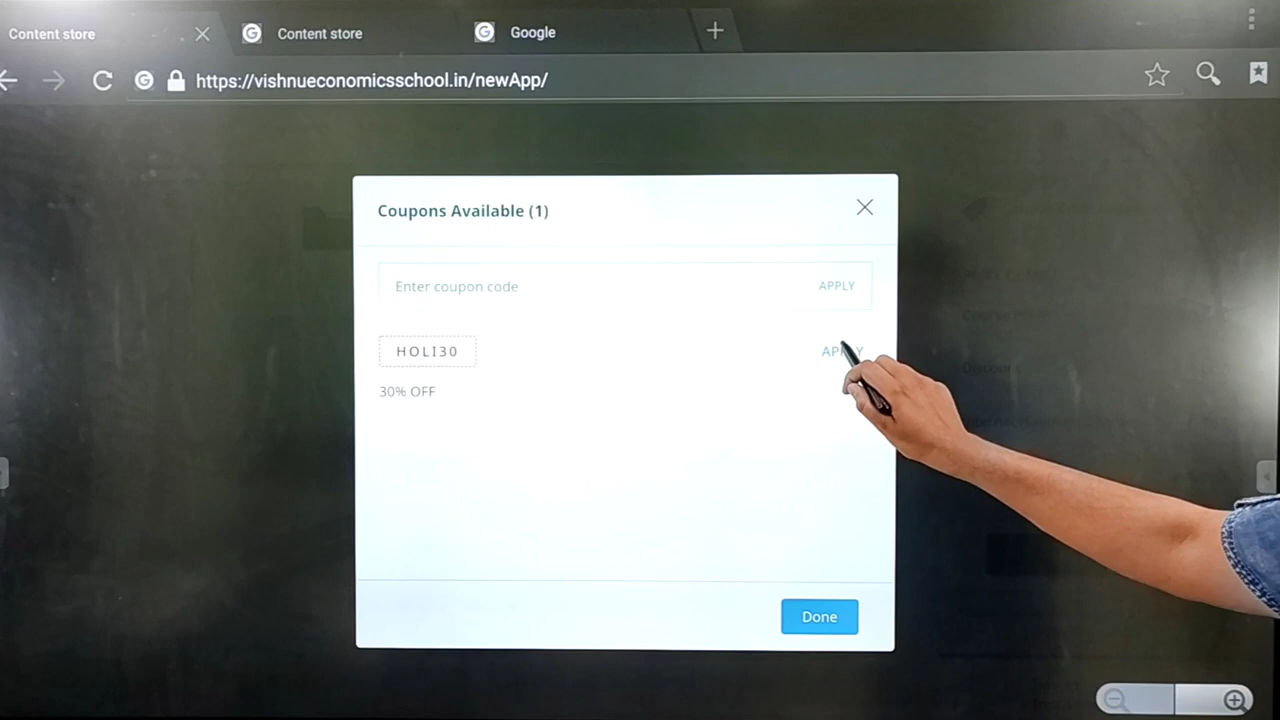 Content store
Content store
Google
https://vishnueconomicsschool.in/newApp/
Coupons Available (1)
Enter coupon code
APPLY
HOLI30
APPLY
30% OFF
Done